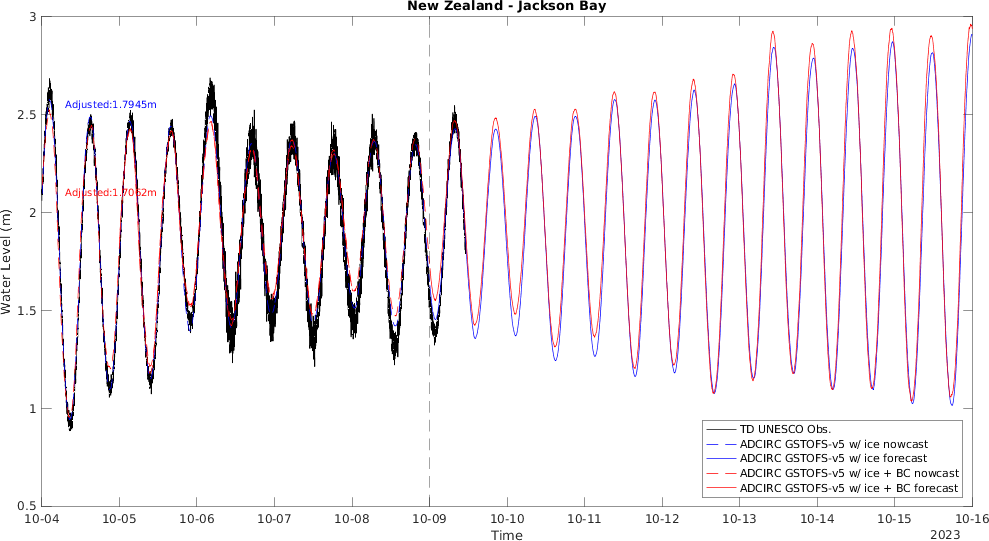 New Zealand - Jackson Bay
3
2.5
2
1.5
1
0.5
Water Level (m)
Adjusted:1.7945m
Adjusted:1.7062m
TD UNESCO Obs.
ADCIRC GSTOFS-v5 w/ ice nowcast
ADCIRC GSTOFS-v5 w/ ice forecast
ADCIRC GSTOFS-v5 w/ ice + BC nowcast
ADCIRC GSTOFS-v5 w/ ice + BC forecast
10-04 10-05 10-06 10-07 10-08 10-09 10-10 10-11 10-12 10-13 10-14 10-15 10-16
Time
2023